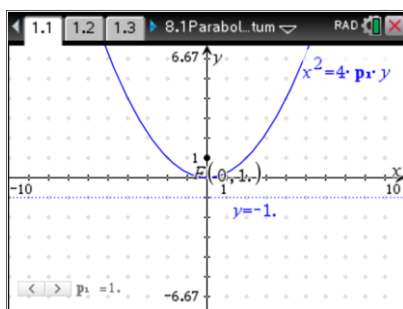 1.1 1.2 1.3 8.1Parabol...tum RAD
6.67 y
x²=4· p₁· y
1
F(-0,1.)
-10 1 x 10
y=-1.
< > p₁ =1.
-6.67